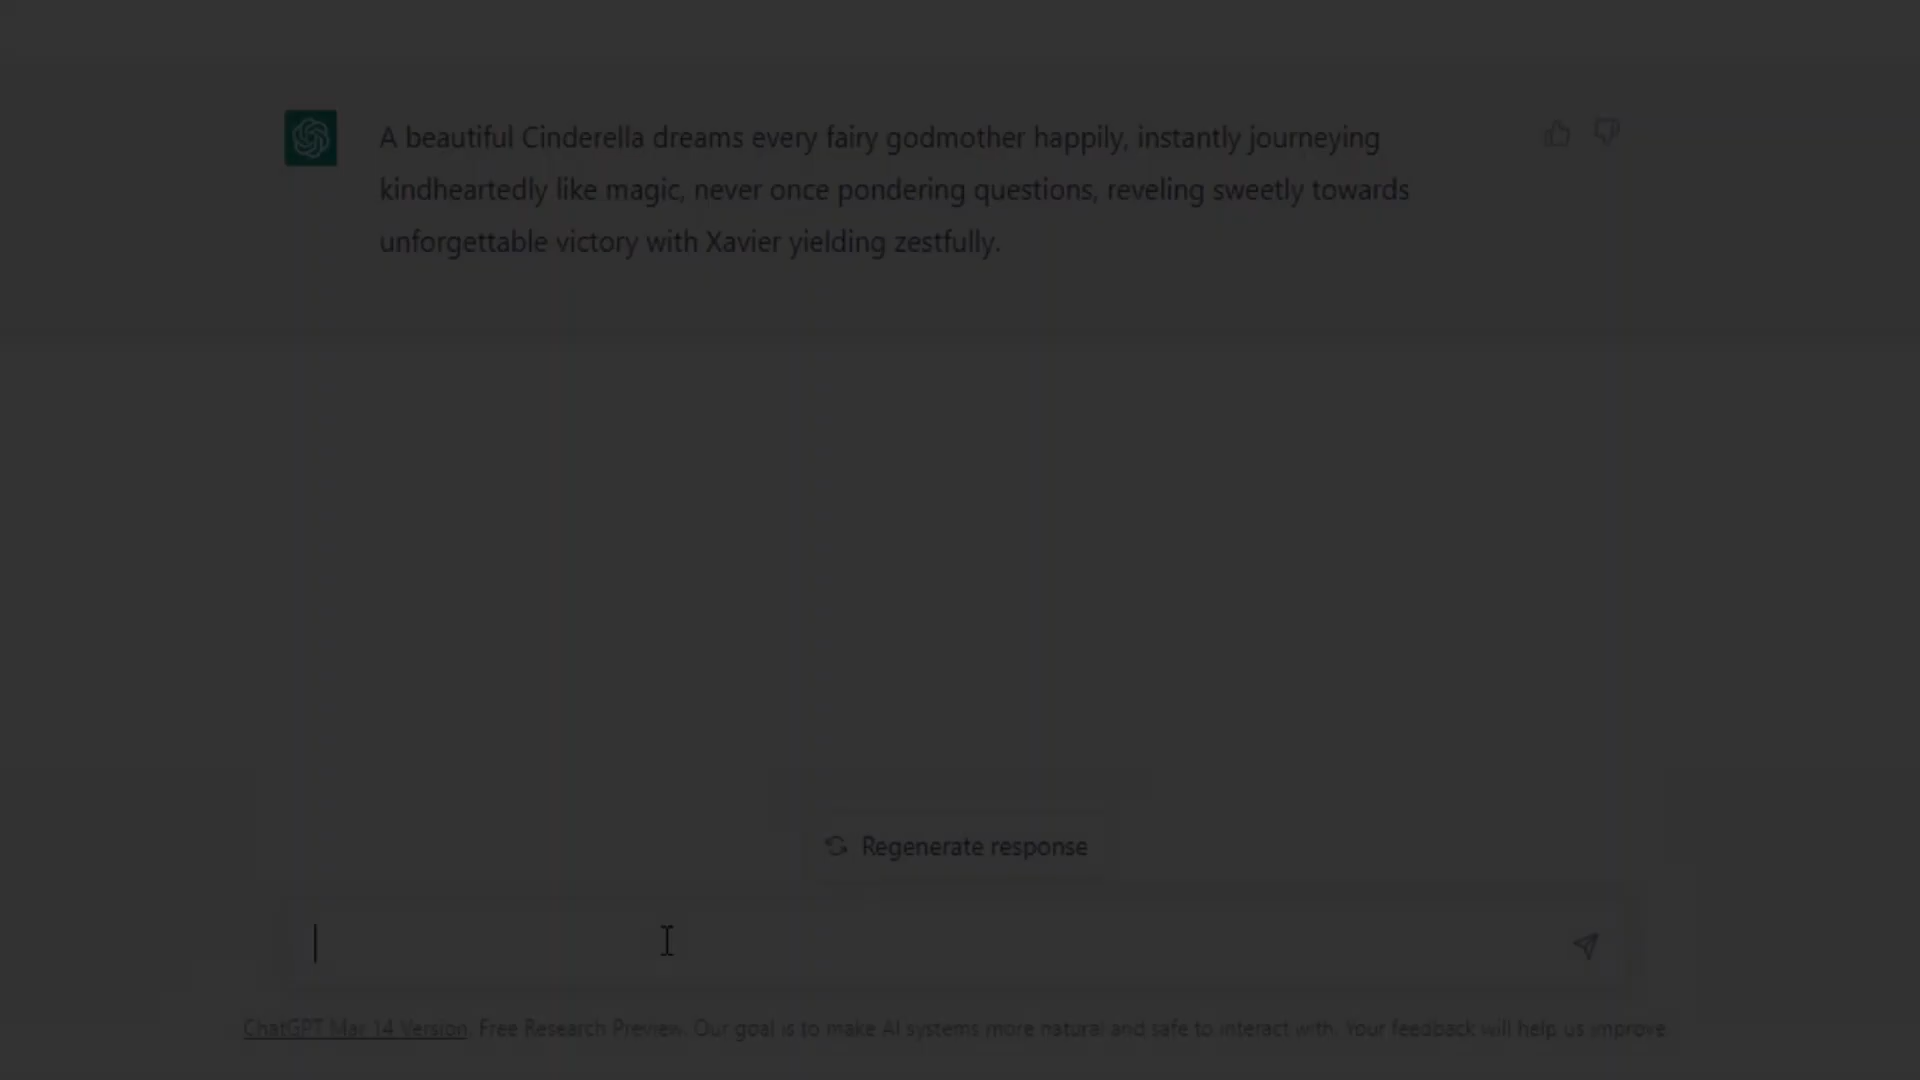 A beautiful Cinderella dreams every fairy godmother happily, instantly journeying
kindheartedly like magic, never once pondering questions, reveling sweetly towards
unforgettable victory with Xavier yielding zestfully.
Regenerate response
ChatGPT Mar 14 Version. Free Research Preview. Our goal is to make AI systems more natural and safe to interact with. Your feedback will help us improve